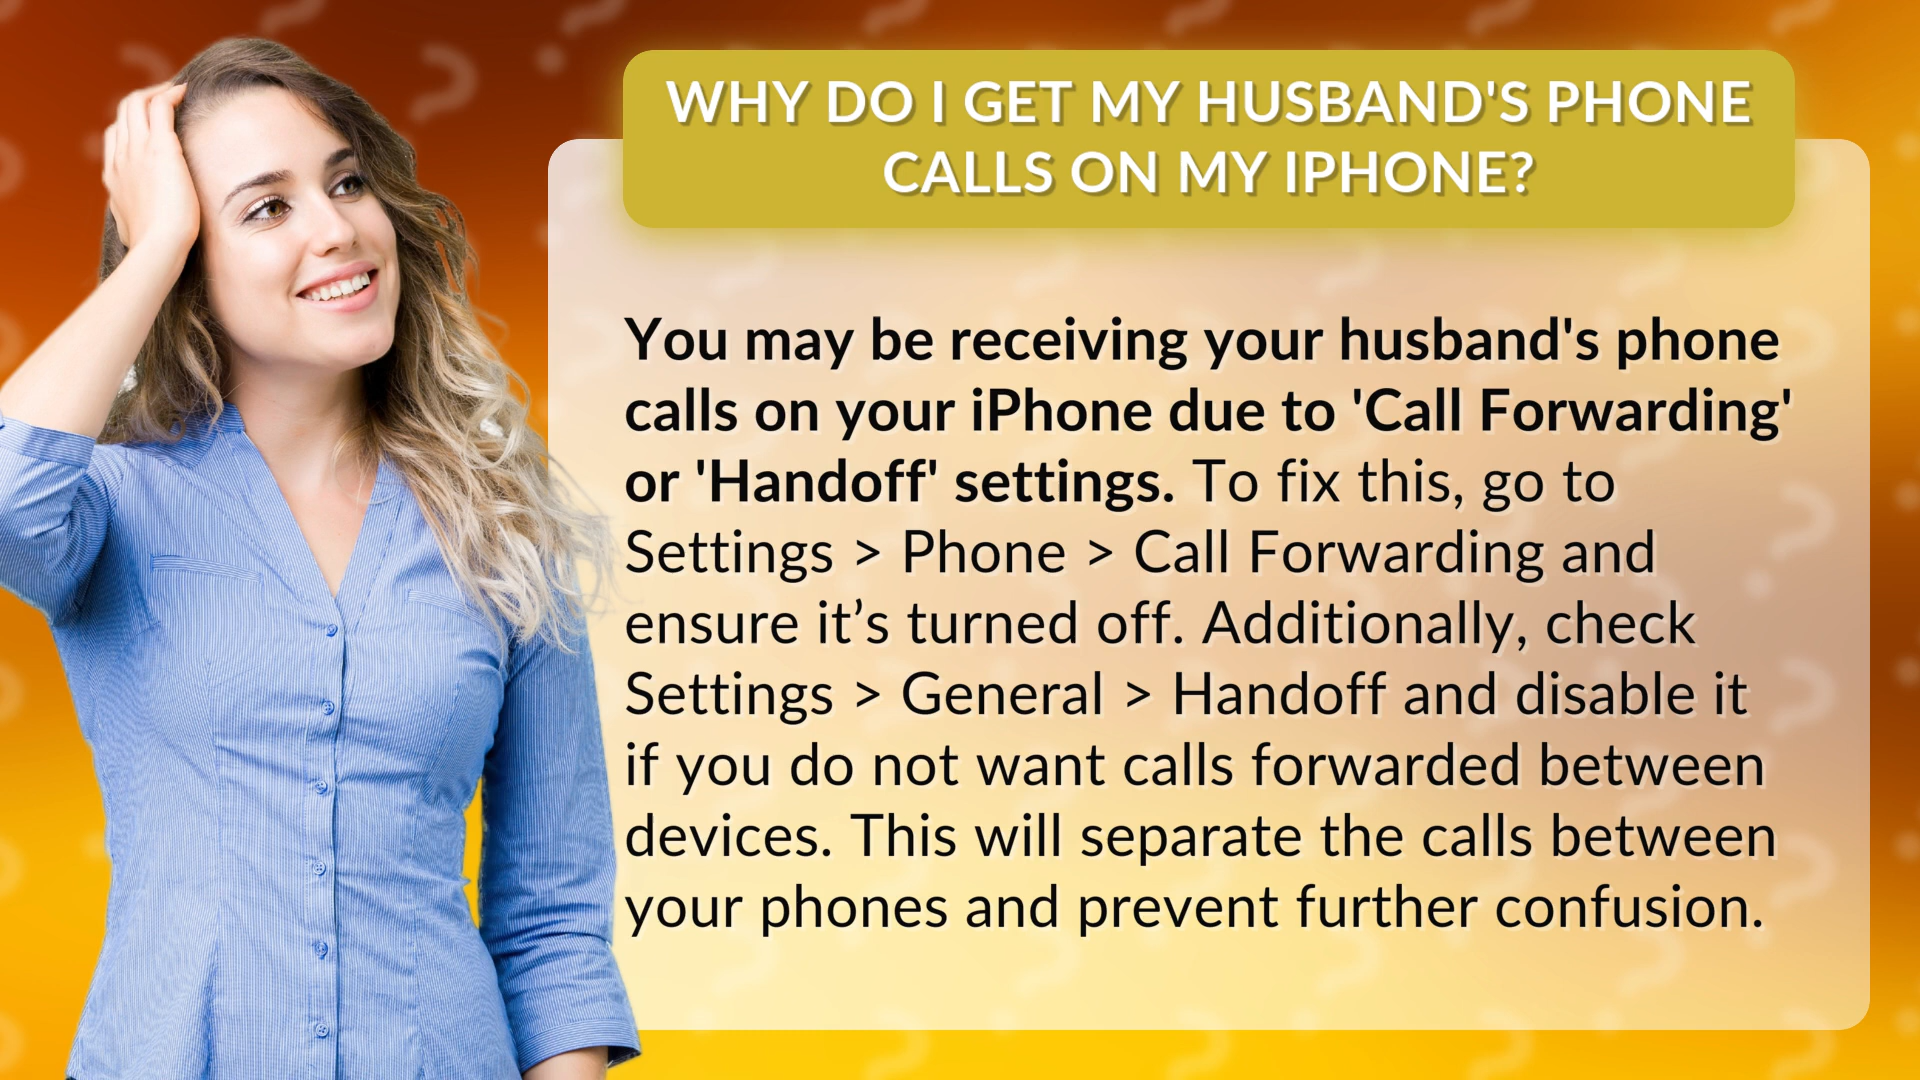 WHY DO I GET MY HUSBAND'S PHONE
CALLS ON MY IPHONE?
You may be receiving your husband's phone
calls on your iPhone due to 'Call Forwarding'
or 'Handoff' settings. To fix this, go to
Settings > Phone > Call Forwarding and
ensure it’s turned off. Additionally, check
Settings > General > Handoff and disable it
if you do not want calls forwarded between
devices. This will separate the calls between
your phones and prevent further confusion.